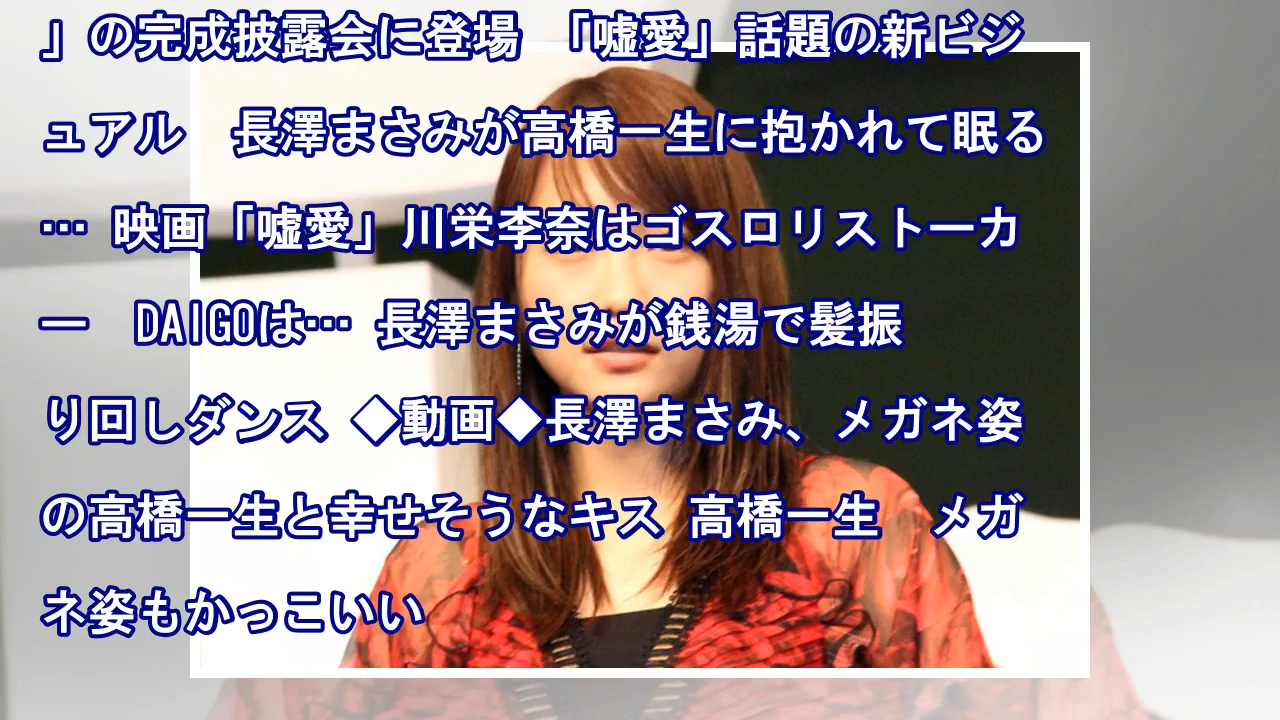 」の完成披露会に登場 「嘘愛」話題の新ビジ
ュアル　長澤まさみが高橋一生に抱かれて眠る
… 映画「嘘愛」川栄李奈はゴスロリストーカ
ー　DAIGOは… 長澤まさみが銭湯で髪振
り回しダンス ◆動画◆長澤まさみ、メガネ姿
の高橋一生と幸せそうなキス 高橋一生　メガ
ネ姿もかっこいい